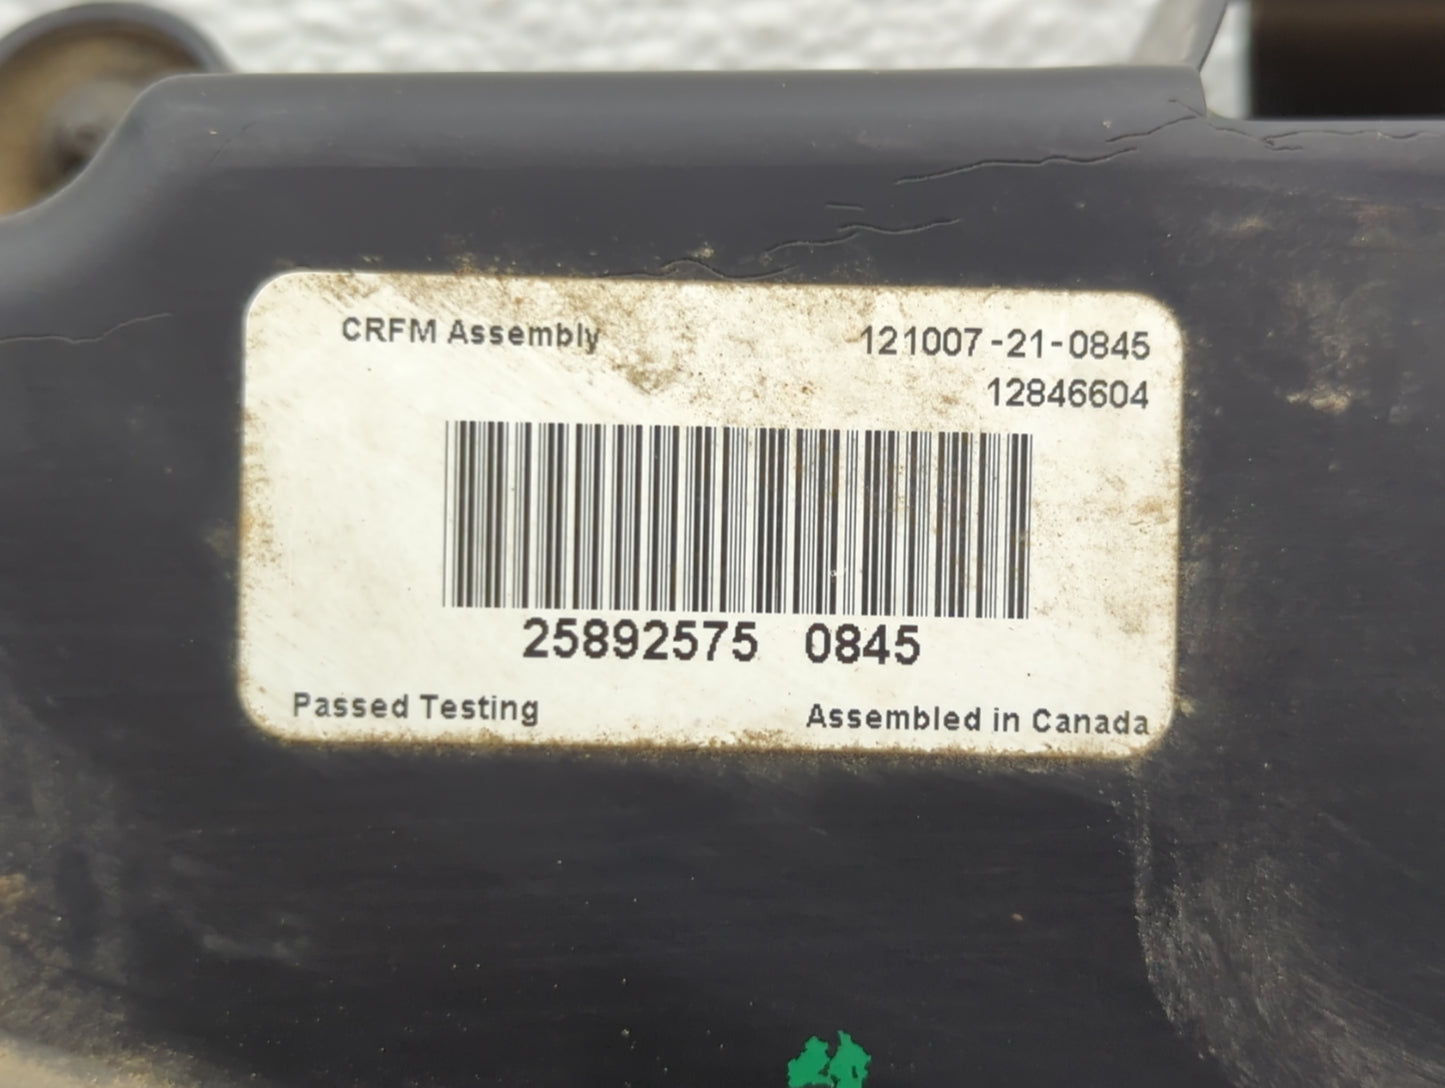 CRFM Assembly 121007-21-0845
12846604
25892575 0845
Passed Testing Assembled in Canada